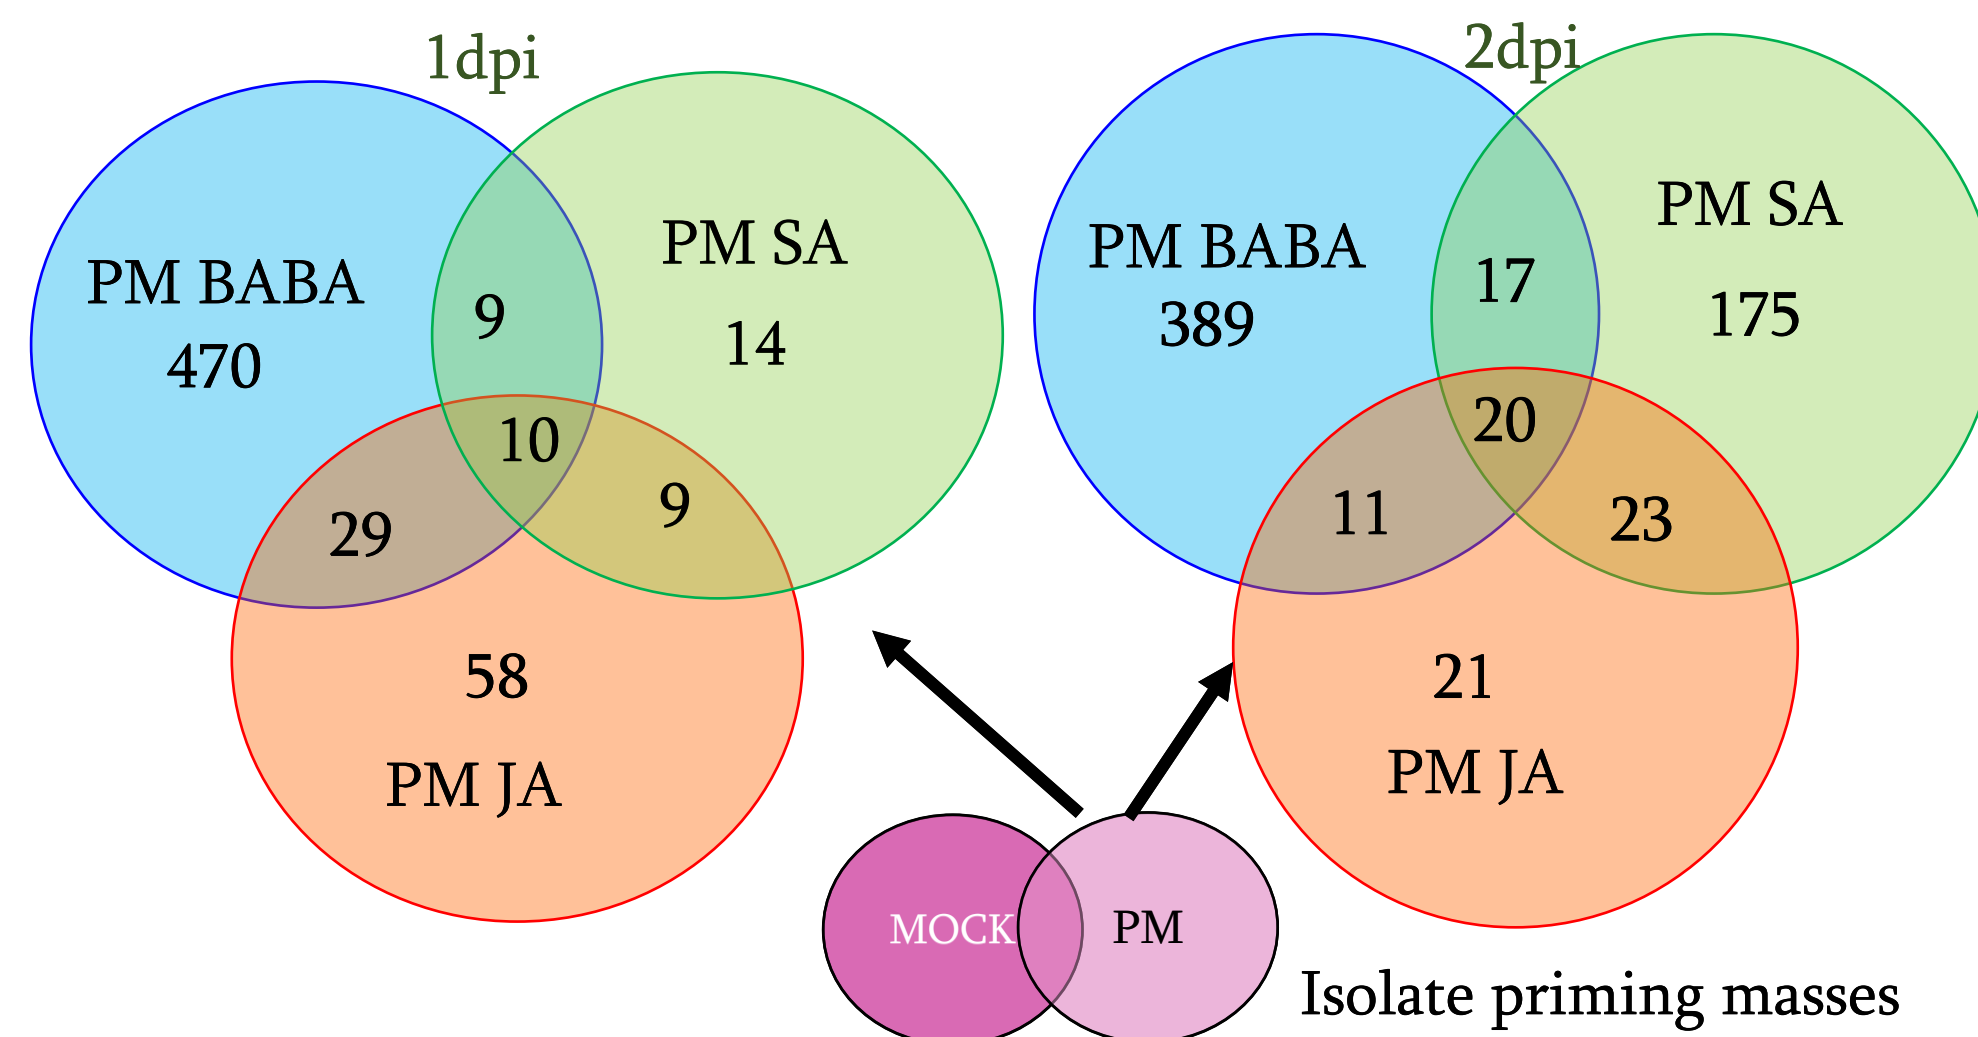 1dpi
PM BABA
470
9
PM SA
14
10
29
9
58
PM JA
2dpi
PM BABA
389
17
PM SA
175
20
11
23
21
PM JA
MOCK
PM
Isolate priming masses